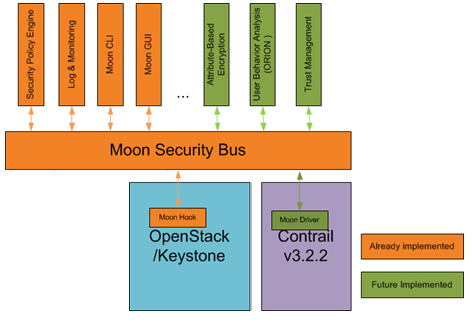 Security Policy Engine
Log & Monitoring
Moon CLI
Moon GUI
...
Attribute-Based
Encryption
User Behavior Analysis
(ORION )
Trust Management
Moon Security Bus
Moon Hook
OpenStack
/Keystone
Moon Driver
Contrail
v3.2.2
Already implemented
Future Implemented